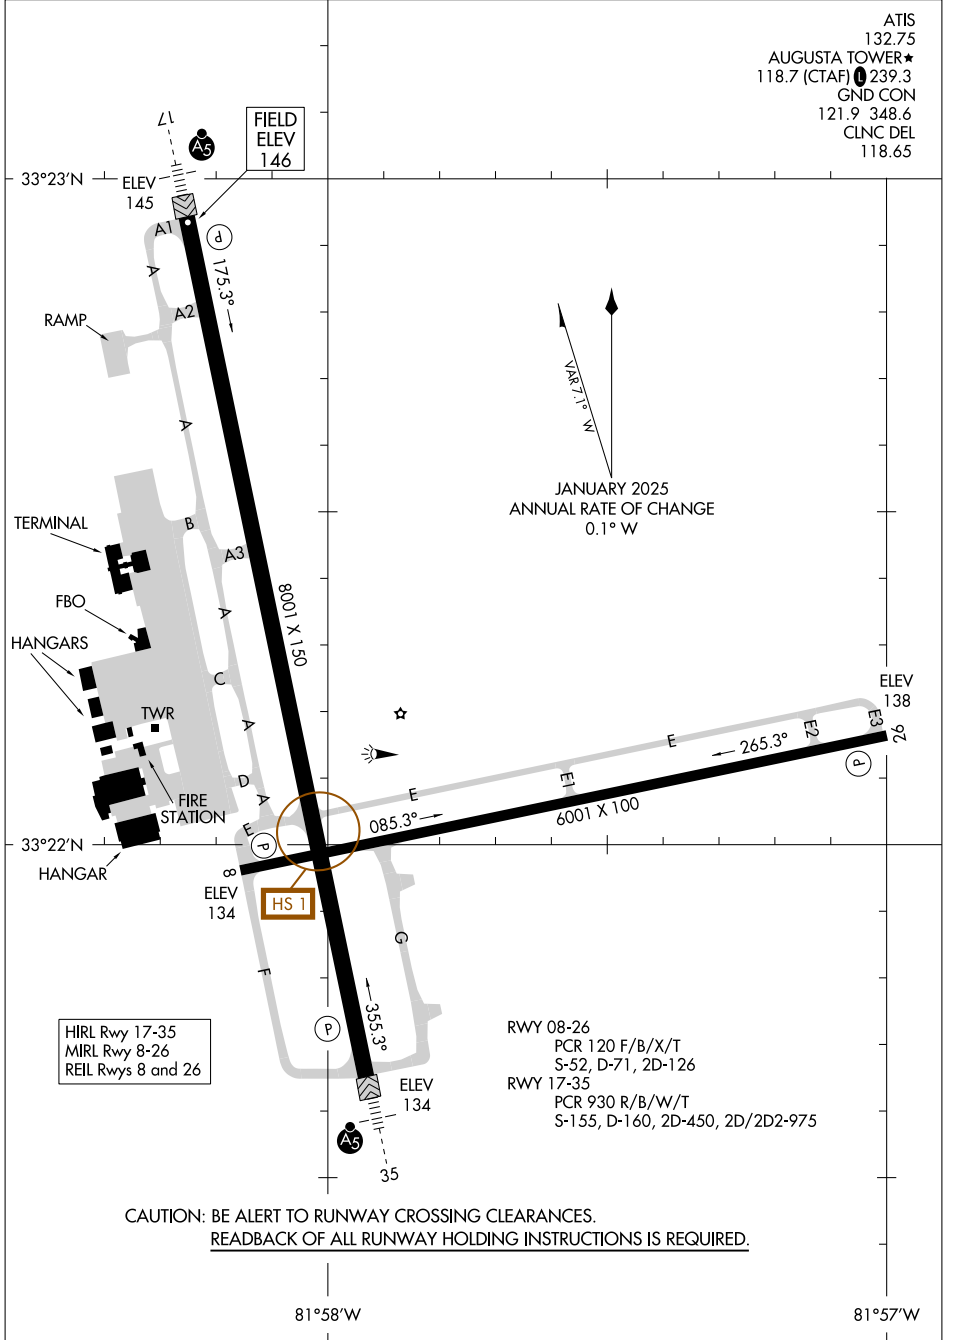 ATIS
132.75
AUGUSTA TOWER★
118.7 (CTAF) L 239.3
GND CON
121.9 348.6
CLNC DEL
118.65
17
A5
FIELD
ELEV
146
33°23'N
ELEV
145
A1
P
A
175.3°
A2
RAMP
VAR 7.1° W
A
JANUARY 2025
ANNUAL RATE OF CHANGE
0.1° W
B
TERMINAL
A3
8001 X 150
FBO
A
HANGARS
C
ELEV
138
TWR
A
E
E2
E3
26
265.3°
P
D
E1
A
E
FIRE
STATION
6001 X 100
085.3°
E
P
33°22'N
HANGAR
8
ELEV
134
HS 1
G
F
355.3°
P
HIRL Rwy 17-35
MIRL Rwy 8-26
REIL Rwys 8 and 26
RWY 08-26
PCR 120 F/B/X/T
S-52, D-71, 2D-126
RWY 17-35
PCR 930 R/B/W/T
S-155, D-160, 2D-450, 2D/2D2-975
ELEV
134
A5
35
CAUTION: BE ALERT TO RUNWAY CROSSING CLEARANCES.
READBACK OF ALL RUNWAY HOLDING INSTRUCTIONS IS REQUIRED.
81°58'W
81°57'W